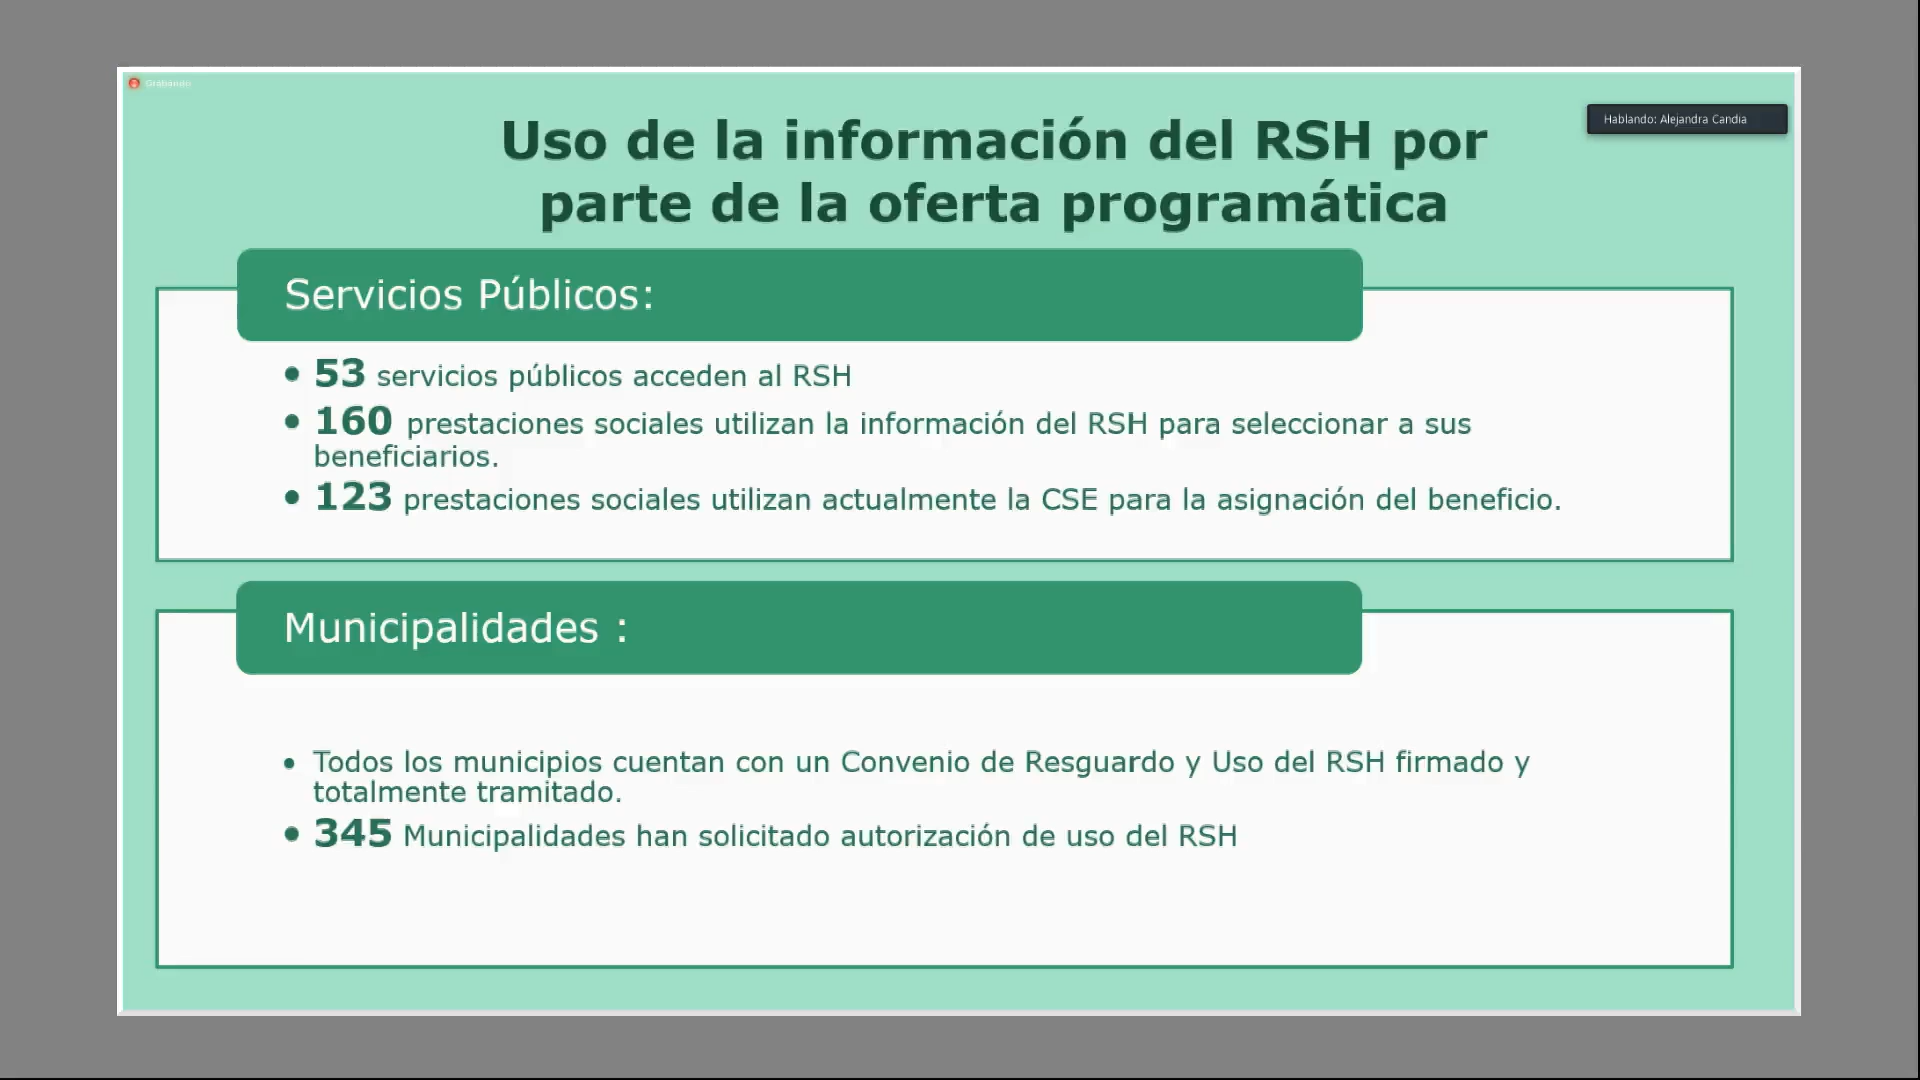 Grabando
Hablando: Alejandra Candia
Uso de la información del RSH por
parte de la oferta programática
Servicios Públicos:
• 53 servicios públicos acceden al RSH
• 160 prestaciones sociales utilizan la información del RSH para seleccionar a sus
beneficiarios.
• 123 prestaciones sociales utilizan actualmente la CSE para la asignación del beneficio.
Municipalidades :
• Todos los municipios cuentan con un Convenio de Resguardo y Uso del RSH firmado y
totalmente tramitado.
• 345 Municipalidades han solicitado autorización de uso del RSH